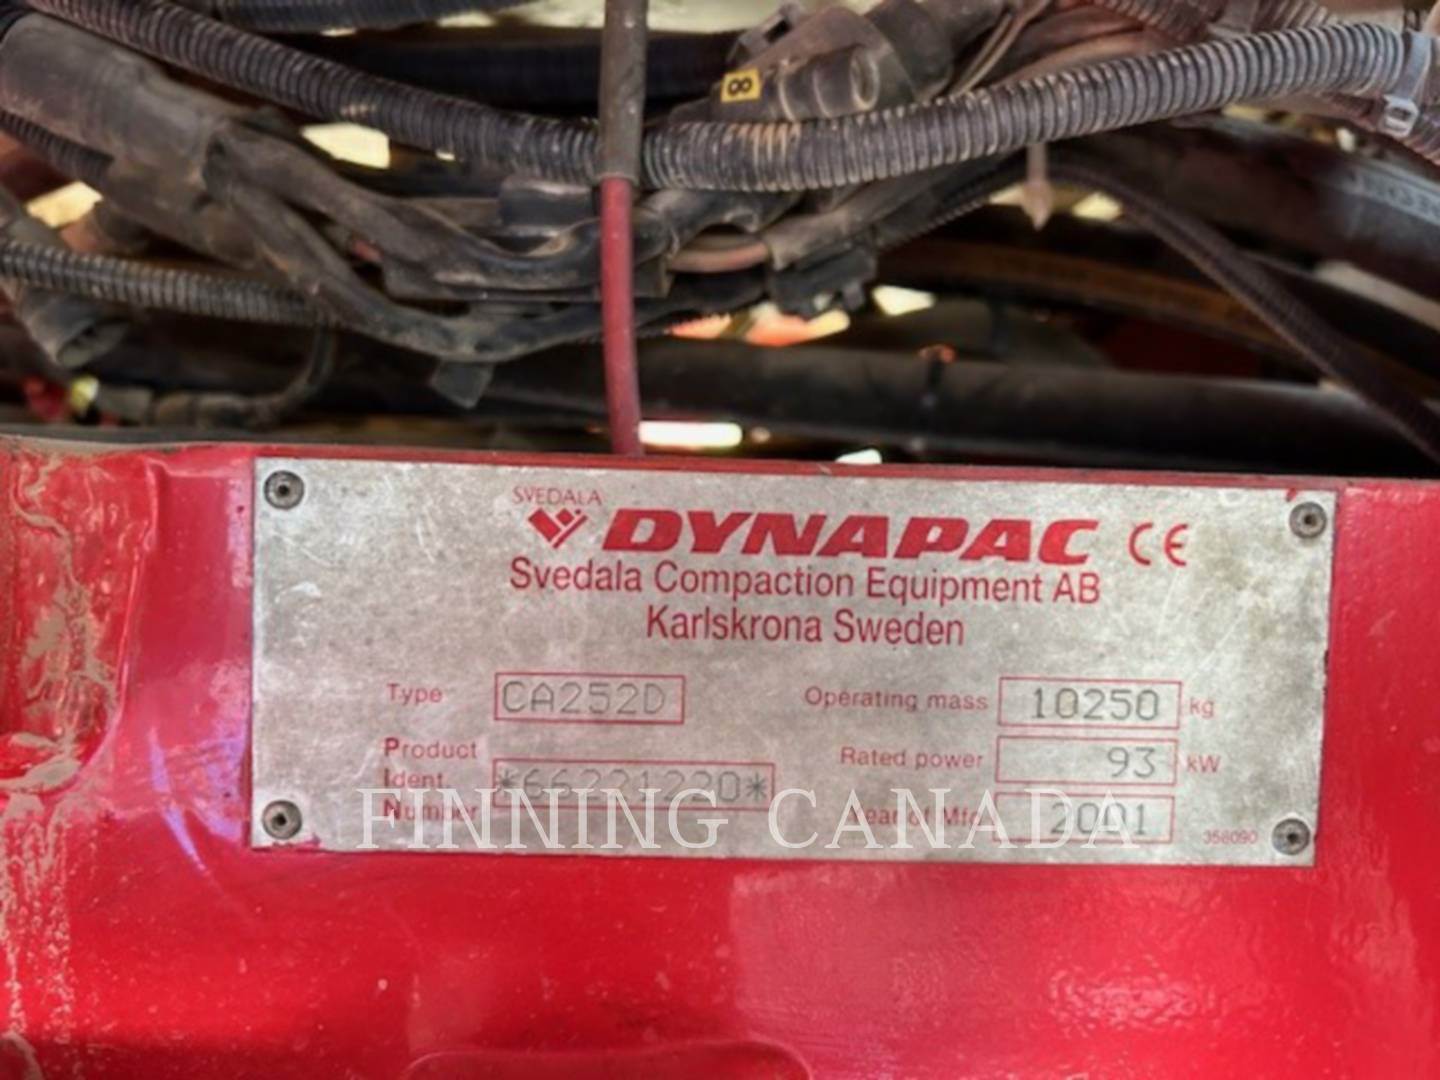 8
SVEDALA
DYNAPAC CE
Svedala Compaction Equipment AB
Karlskrona Sweden
Type CA252D Operating mass 10250 kg
Product Ident. Number *66221220* Rated power 93 kW
Year of Mfg 2001
358090
FINNING CANADA